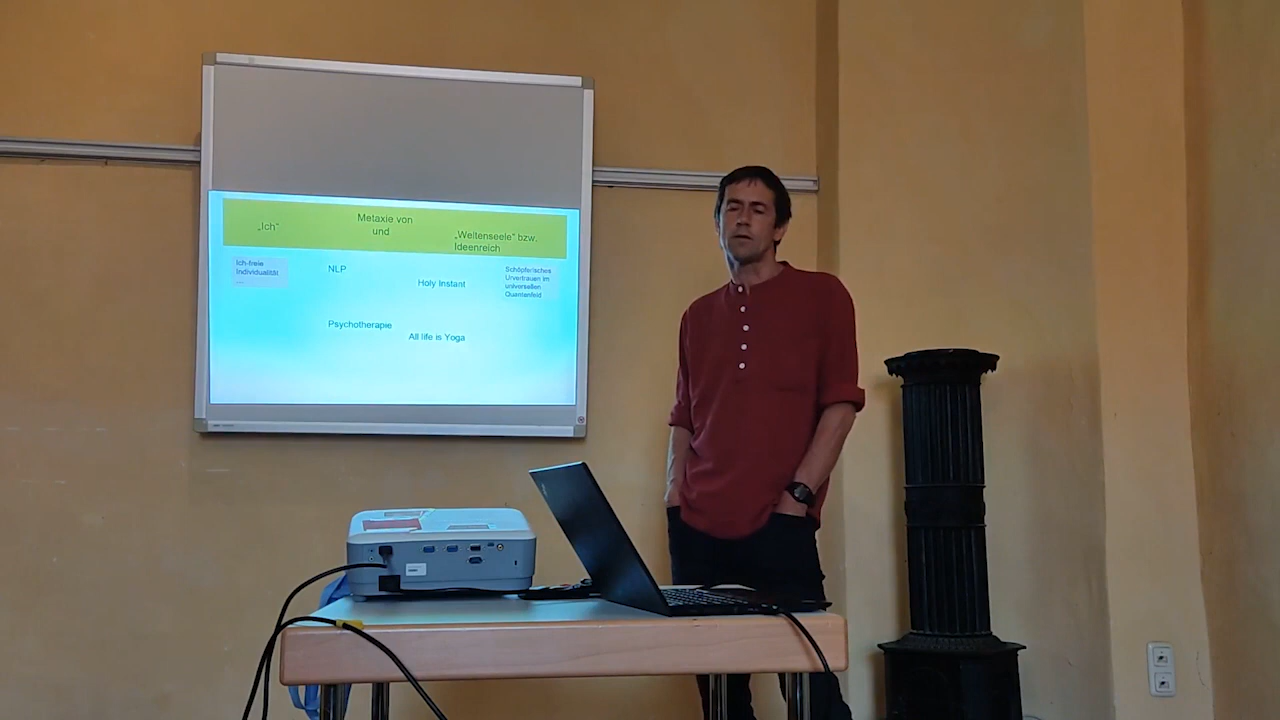 „Ich“
Metaxie von
und
„Weltenseele“ bzw.
Ideenreich
Ich-freie
Individualität
NLP
Holy Instant
Schöpferisches
Urvertrauen im
universellen
Quantenfeld
Psychotherapie
All life is Yoga